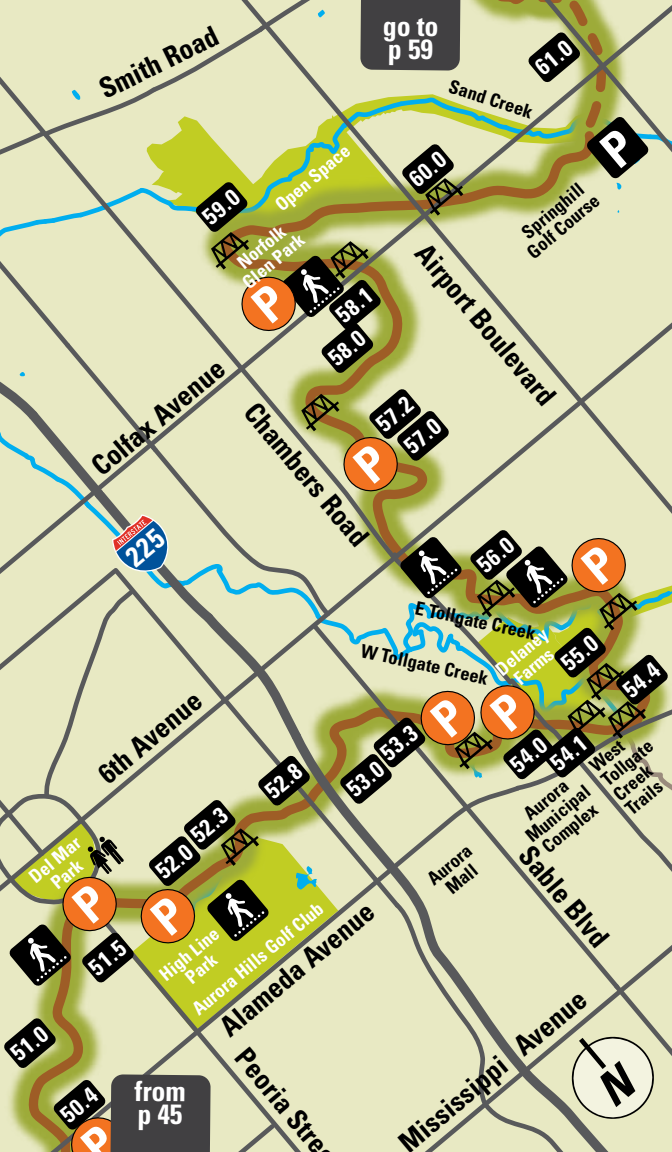 go to
p 59
Smith Road
61.0
Sand Creek
P
60.0
Open Space
59.0
Springhill
Golf Course
Norfolk
Glen Park
P
58.1
58.0
Airport Boulevard
Colfax Avenue
57.2
57.0
Chambers Road
P
INTERSTATE
225
56.0
P
E Tollgate Creek
W Tollgate Creek
Delaney
Farms
55.0
54.4
P
P
6th Avenue
53.3
53.0
54.0
54.1
West
Tollgate
Creek
Trails
52.8
Aurora
Municipal
Complex
52.3
52.0
Del Mar
Park
Aurora
Mall
Sable Blvd
P
P
High Line
Park
Aurora Hills Golf Club
51.5
Alameda Avenue
51.0
Mississippi Avenue
Peoria Stre
50.4
P
from
p 45
N